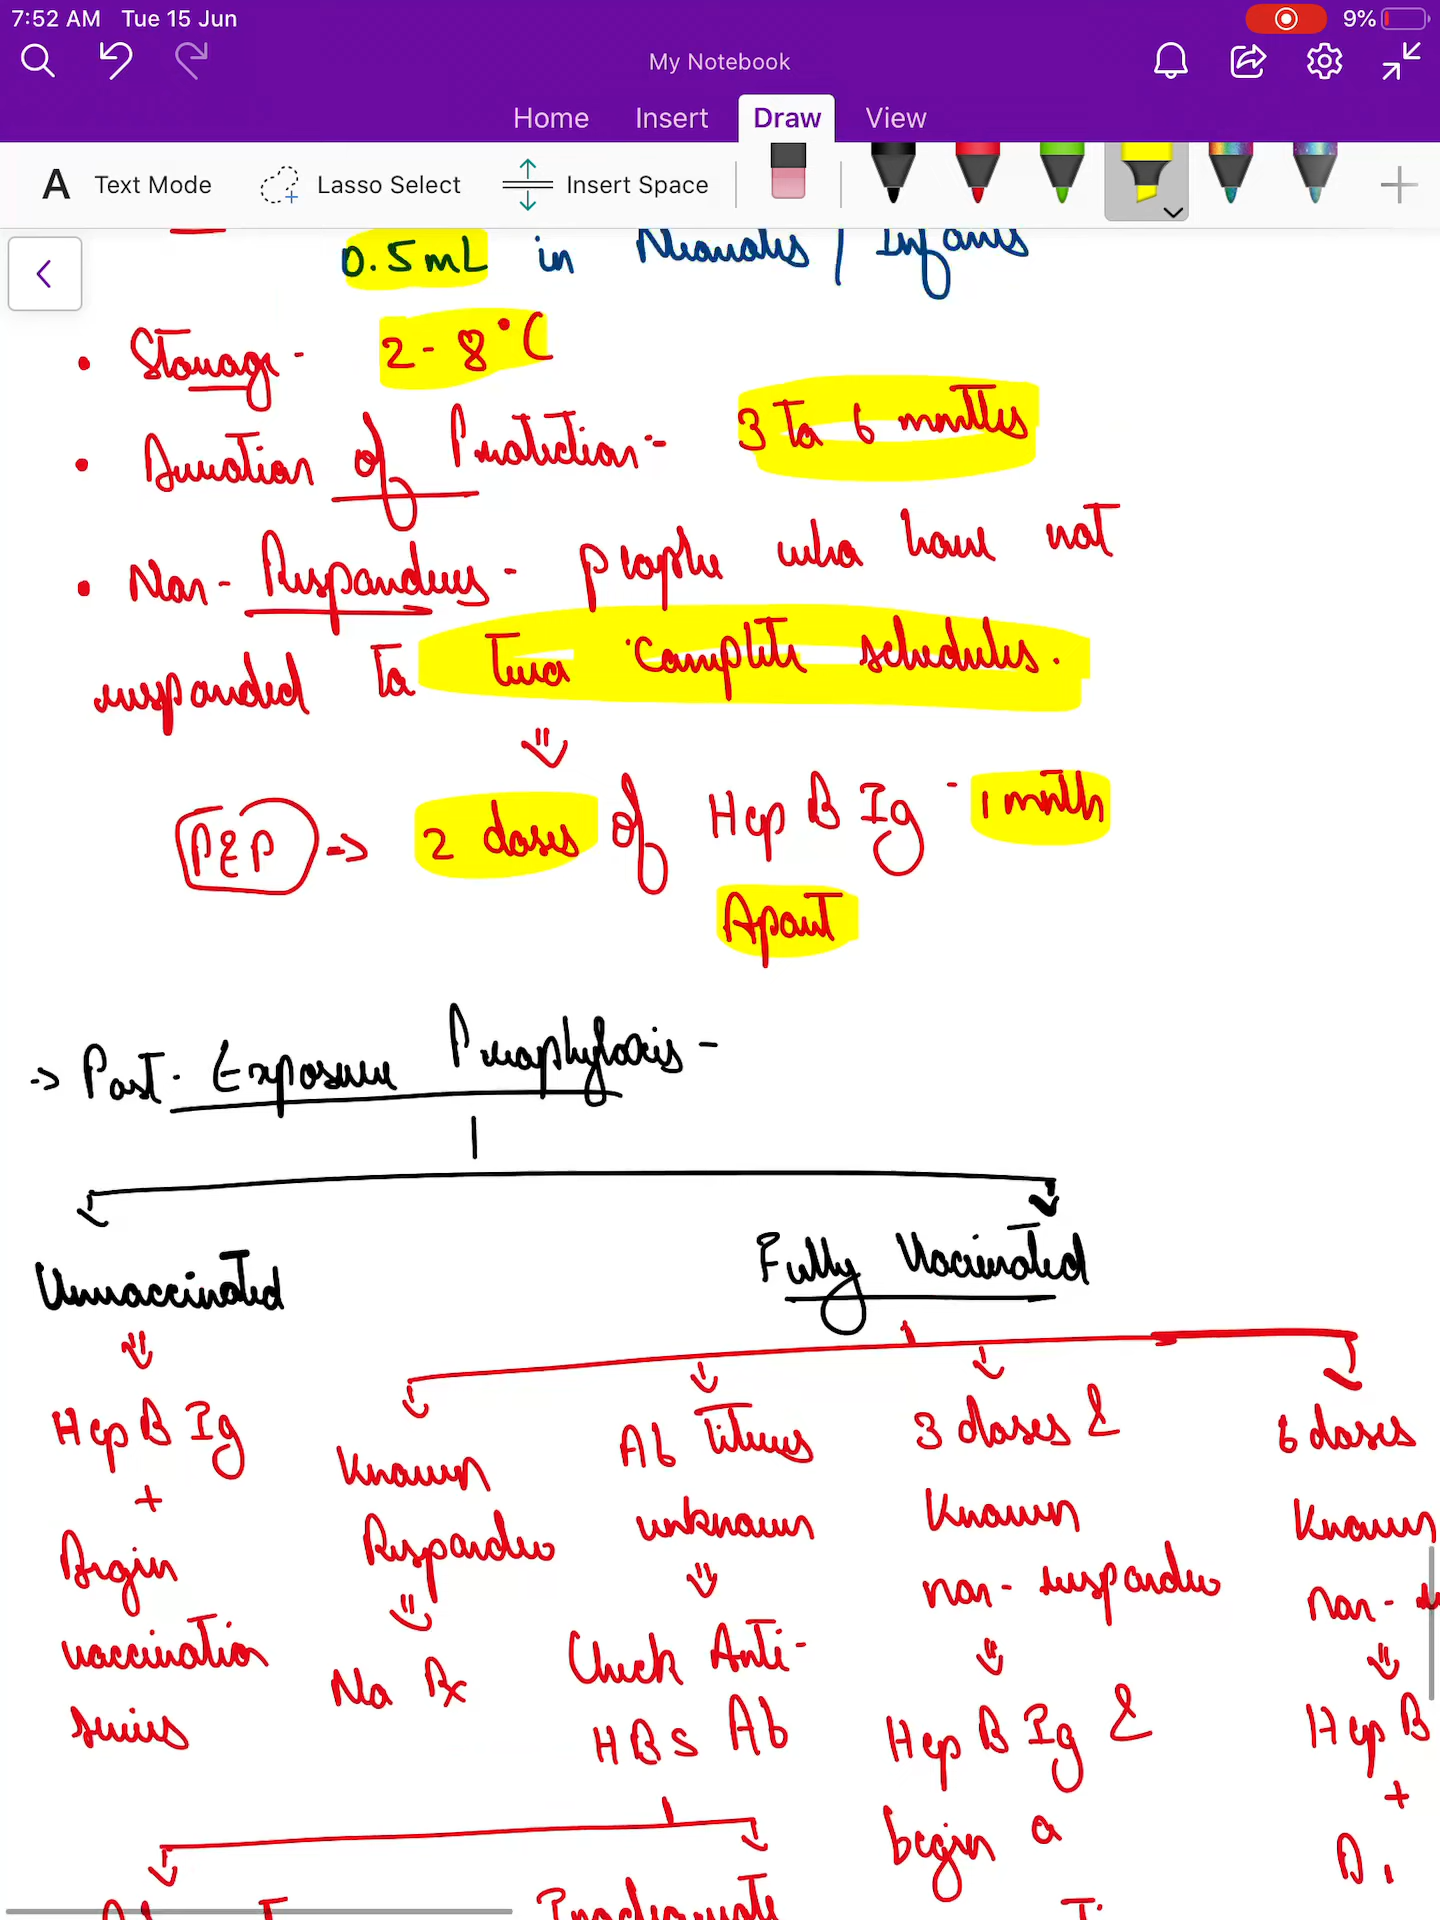 7:52 AM Tue 15 Jun
9%
My Notebook
Home Insert Draw View
A Text Mode Lasso Select Insert Space
0.5mL in Neonates / Infants
• Storage - 2-8°C
• Duration of Protection - 3 to 6 months
• Non-Responders - people who have not
responded to two complete schedules.
PEP -> 2 doses of Hep B Ig - 1 month
Apart
-> Post-Exposure Prophylaxis -
Unvaccinated
Fully Vaccinated
Hep B Ig
+
Begin
vaccination
series
Known
Responder
No Rx
Ab titres
unknown
Check Anti-
HBs Ab
3 doses &
Known
non-responder
Hep B Ig &
begin a
6 doses
Known
non-
Hep B
+
Inadequate